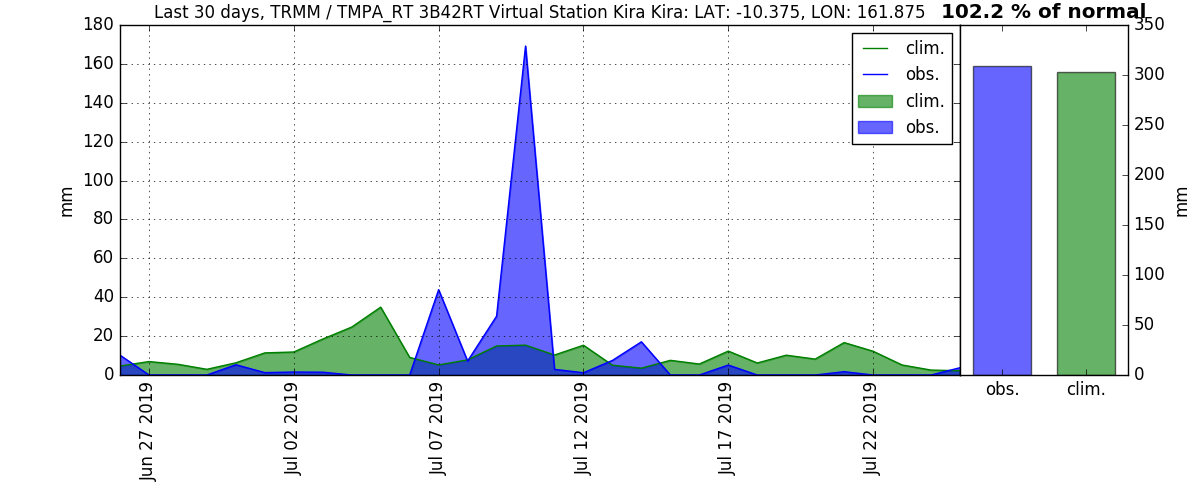 Last 30 days, TRMM / TMPA_RT 3B42RT Virtual Station Kira Kira: LAT: -10.375, LON: 161.875 102.2 % of normal
180
160
140
120
100
80
60
40
20
0
mm
clim.
obs.
clim.
obs.
350
300
250
200
150
100
50
0
mm
Jun 27 2019
Jul 02 2019
Jul 07 2019
Jul 12 2019
Jul 17 2019
Jul 22 2019
obs. clim.